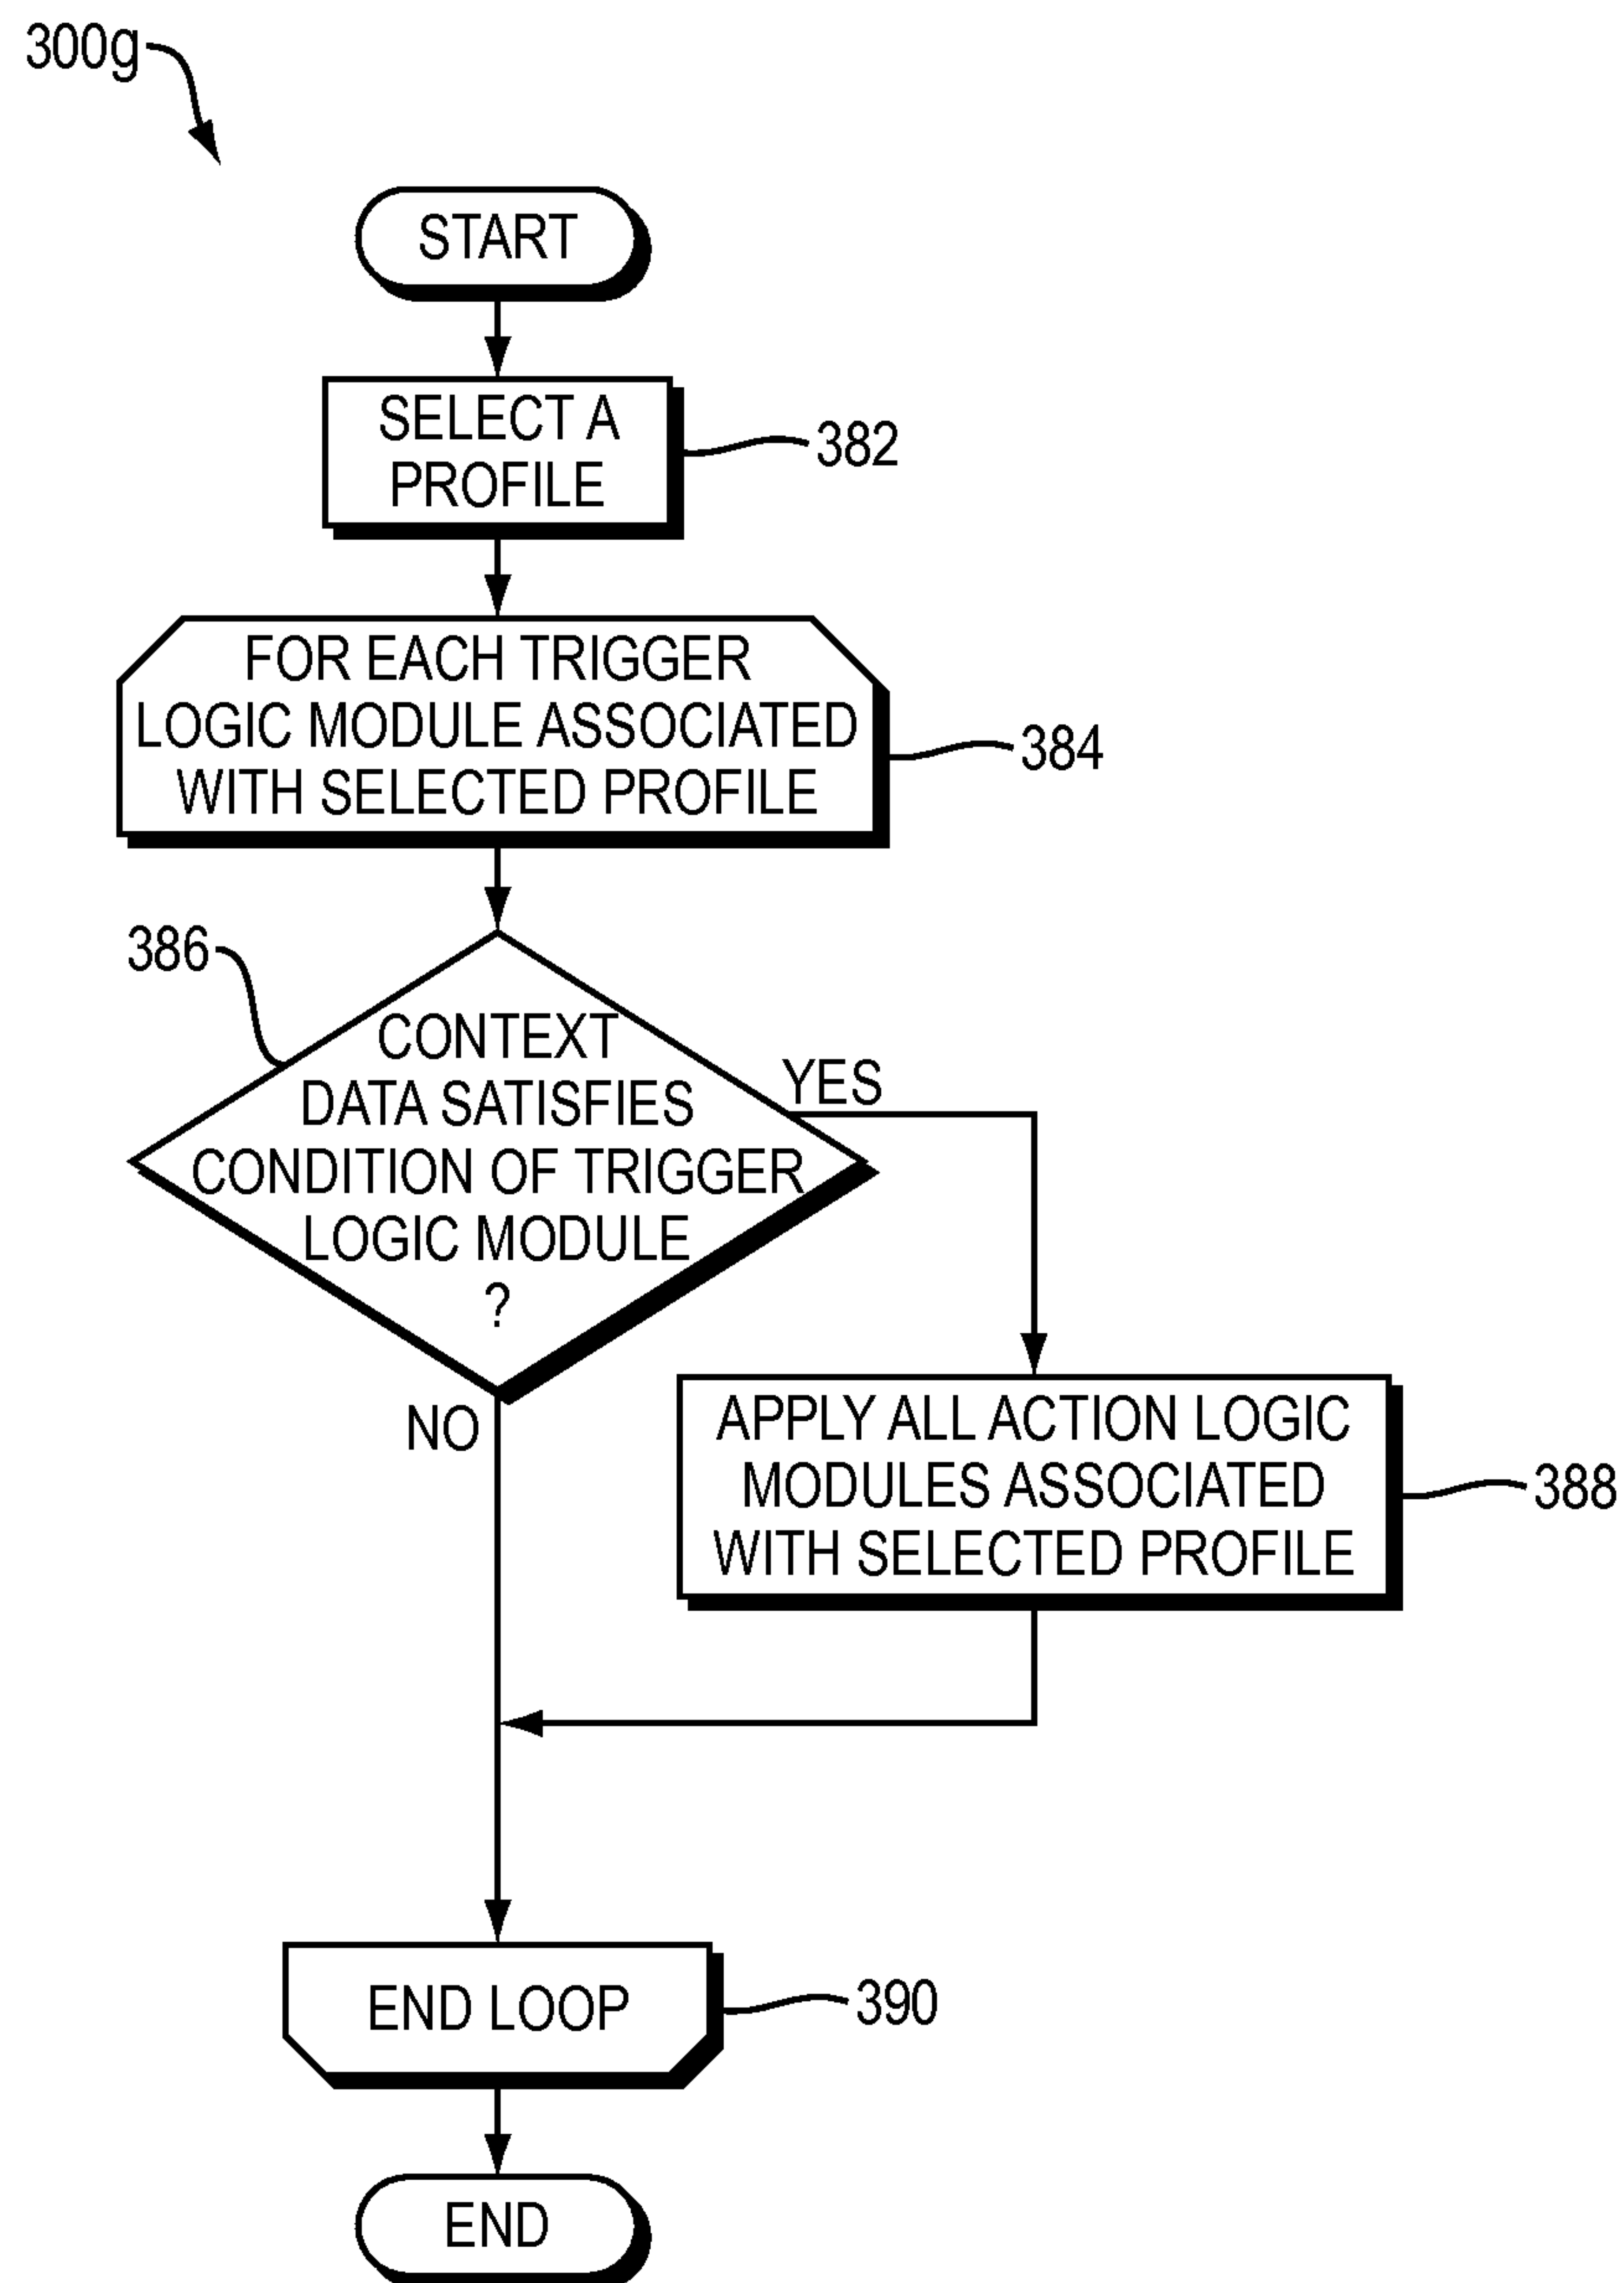 300g
START
SELECT A
PROFILE
382
FOR EACH TRIGGER
LOGIC MODULE ASSOCIATED
WITH SELECTED PROFILE
384
386
CONTEXT
DATA SATISFIES
CONDITION OF TRIGGER
LOGIC MODULE
?
YES
NO
APPLY ALL ACTION LOGIC
MODULES ASSOCIATED
WITH SELECTED PROFILE
388
END LOOP
390
END